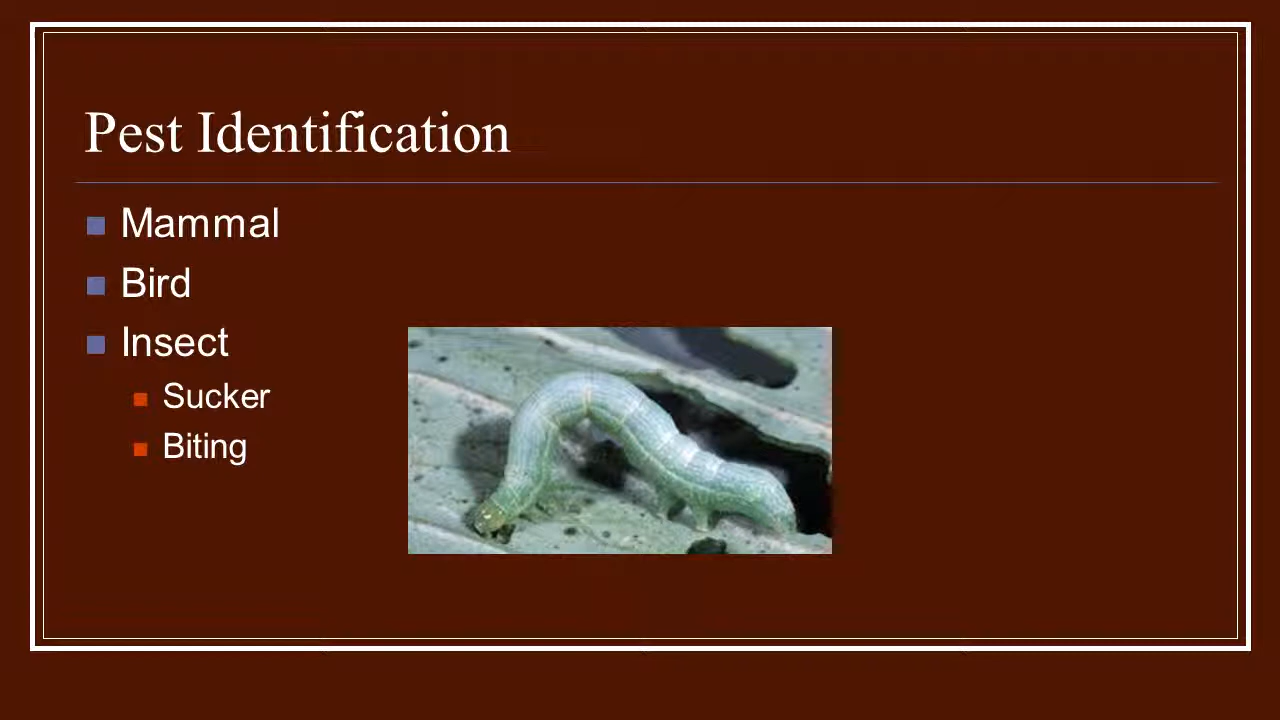 Pest Identification
Mammal
Bird
Insect
Sucker
Biting